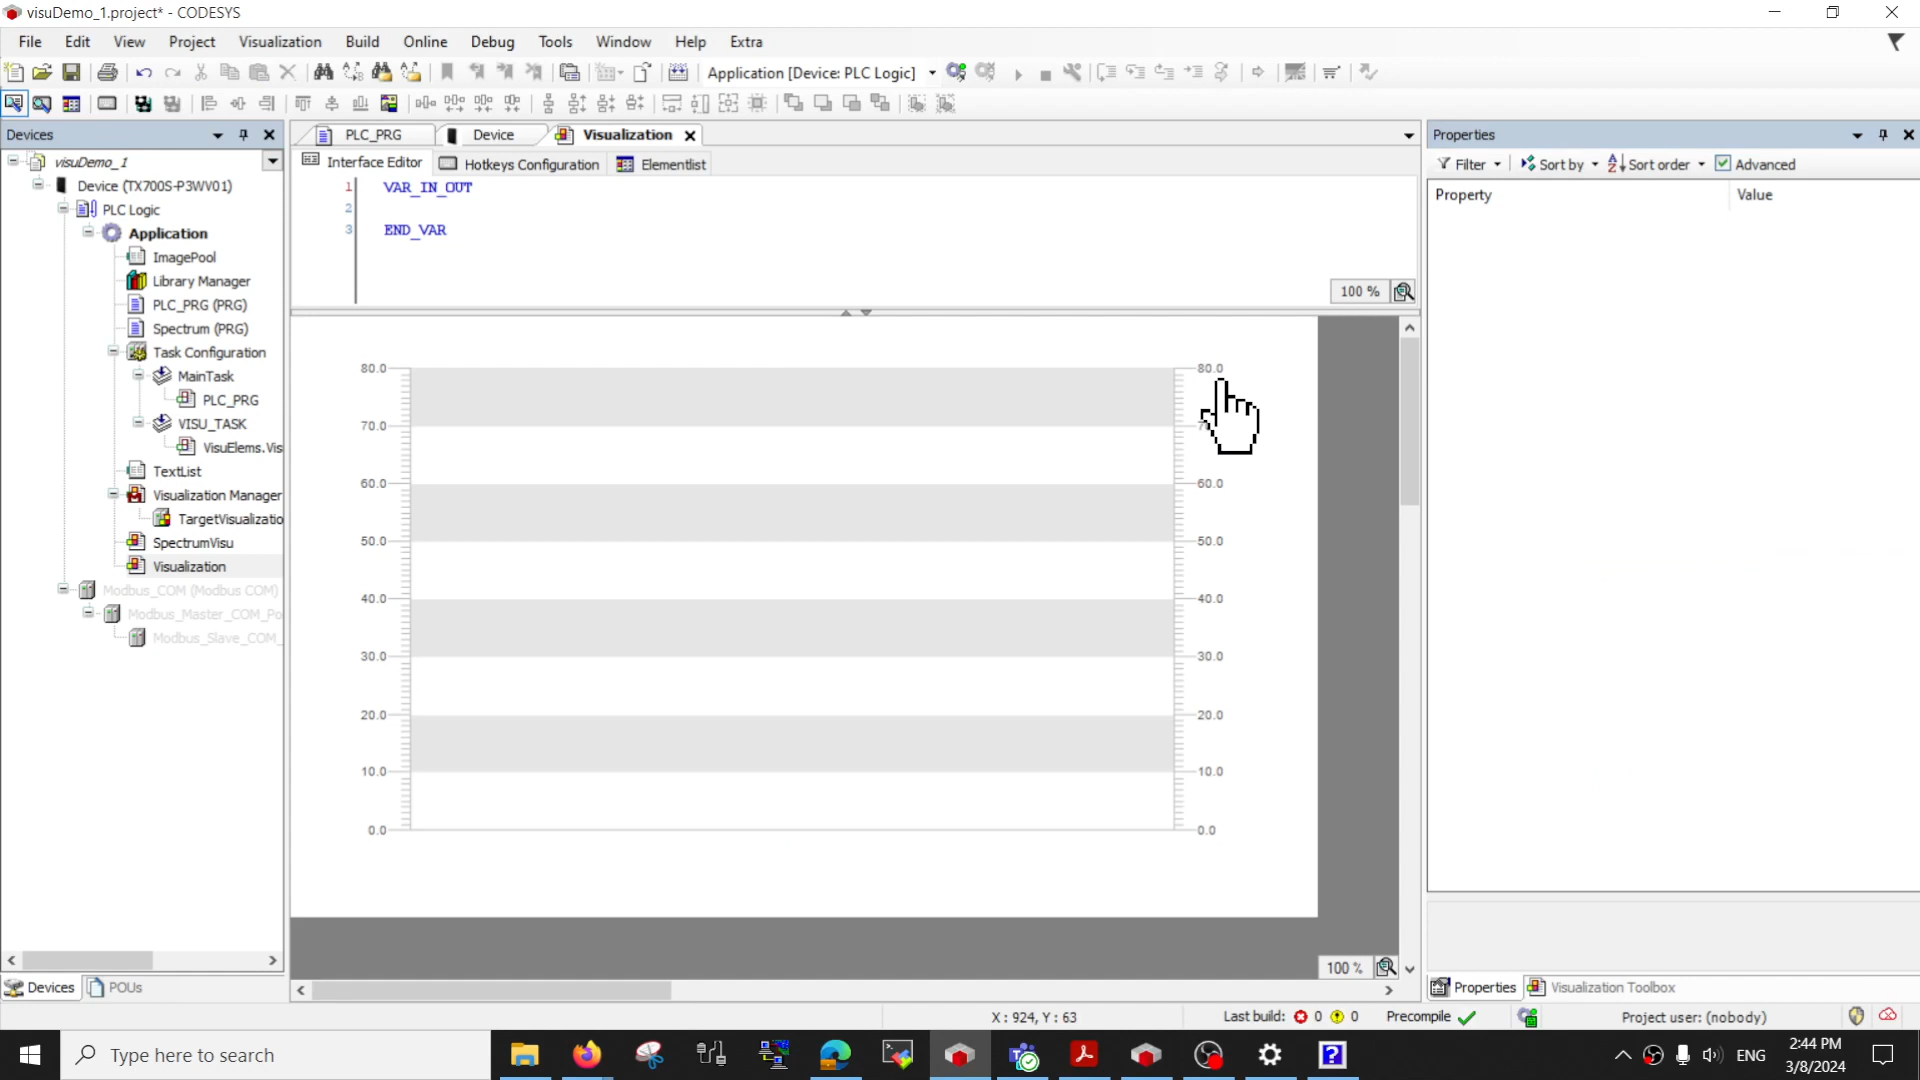 visuDemo_1.project* - CODESYS
File Edit View Project Visualization Build Online Debug Tools Window Help Extra
Application [Device: PLC Logic]
Devices
visuDemo_1
Device (TX700S-P3WV01)
PLC Logic
Application
ImagePool
Library Manager
PLC_PRG (PRG)
Spectrum (PRG)
Task Configuration
MainTask
PLC_PRG
VISU_TASK
VisuElems.Vis
TextList
Visualization Manager
TargetVisualizatio
SpectrumVisu
Visualization
Modbus_COM (Modbus COM)
Modbus_Master_COM_Po
Modbus_Slave_COM_
Devices POUs
PLC_PRG Device Visualization
Interface Editor Hotkeys Configuration Elementlist
1 VAR_IN_OUT
2
3 END_VAR
100 %
80.0 80.0
70.0
60.0 60.0
50.0 50.0
40.0 40.0
30.0 30.0
20.0 20.0
10.0 10.0
0.0 0.0
100 %
Properties
Filter Sort by Sort order Advanced
Property Value
Properties Visualization Toolbox
X : 924, Y : 63 Last build: 0 0 Precompile Project user: (nobody)
Type here to search
ENG
2:44 PM
3/8/2024